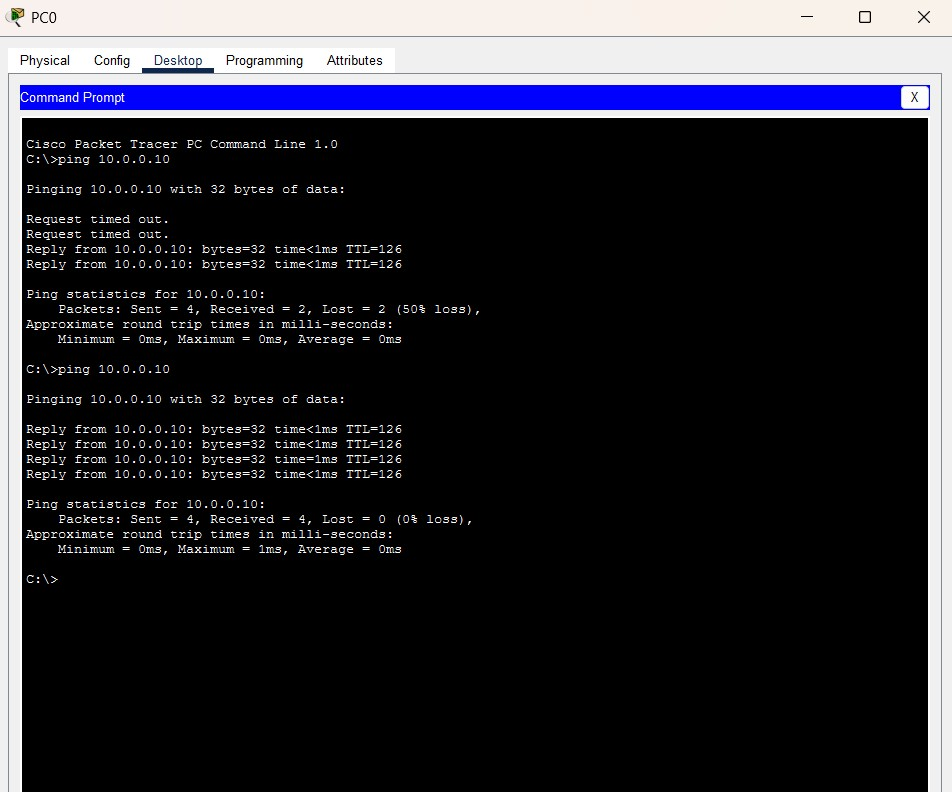 PC0
Physical Config Desktop Programming Attributes
Command Prompt X
Cisco Packet Tracer PC Command Line 1.0
C:\>ping 10.0.0.10
Pinging 10.0.0.10 with 32 bytes of data:
Request timed out.
Request timed out.
Reply from 10.0.0.10: bytes=32 time<1ms TTL=126
Reply from 10.0.0.10: bytes=32 time<1ms TTL=126
Ping statistics for 10.0.0.10:
Packets: Sent = 4, Received = 2, Lost = 2 (50% loss),
Approximate round trip times in milli-seconds:
Minimum = 0ms, Maximum = 0ms, Average = 0ms
C:\>ping 10.0.0.10
Pinging 10.0.0.10 with 32 bytes of data:
Reply from 10.0.0.10: bytes=32 time<1ms TTL=126
Reply from 10.0.0.10: bytes=32 time<1ms TTL=126
Reply from 10.0.0.10: bytes=32 time=1ms TTL=126
Reply from 10.0.0.10: bytes=32 time<1ms TTL=126
Ping statistics for 10.0.0.10:
Packets: Sent = 4, Received = 4, Lost = 0 (0% loss),
Approximate round trip times in milli-seconds:
Minimum = 0ms, Maximum = 1ms, Average = 0ms
C:\>